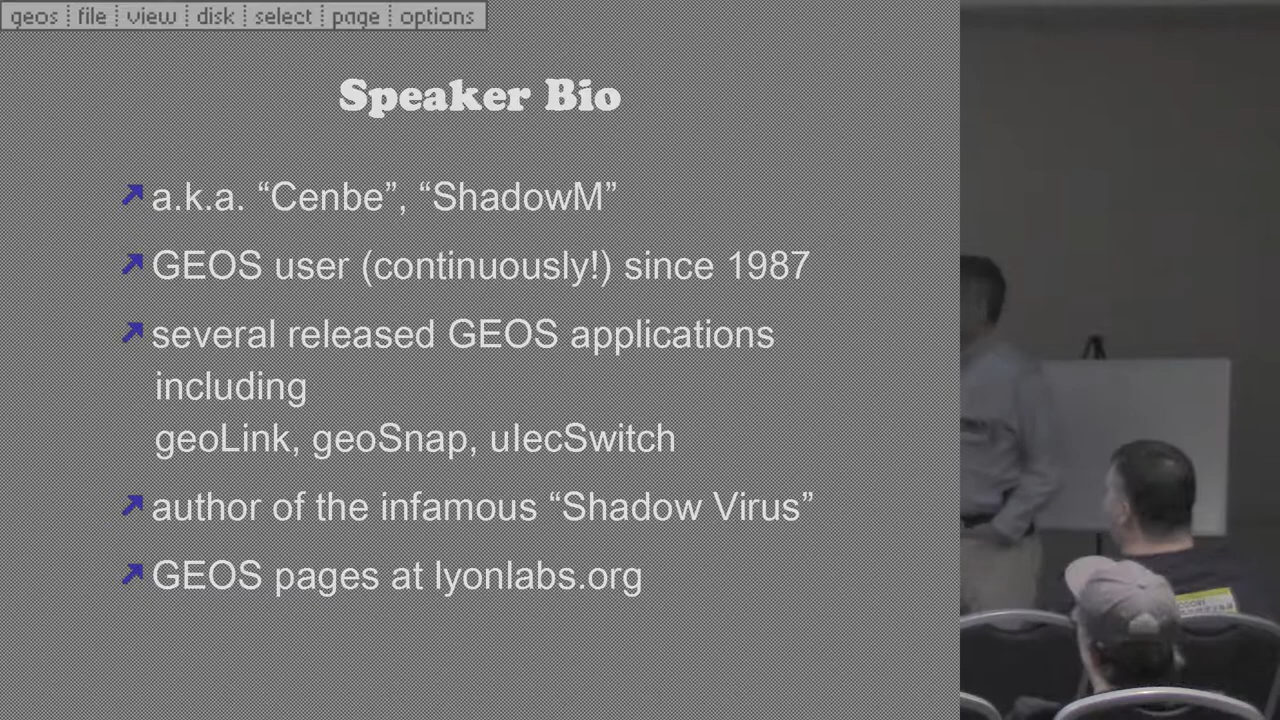 geos file view disk select page options
Speaker Bio
a.k.a. “Cenbe”, “ShadowM”
GEOS user (continuously!) since 1987
several released GEOS applications
including
geoLink, geoSnap, uIecSwitch
author of the infamous “Shadow Virus”
GEOS pages at lyonlabs.org